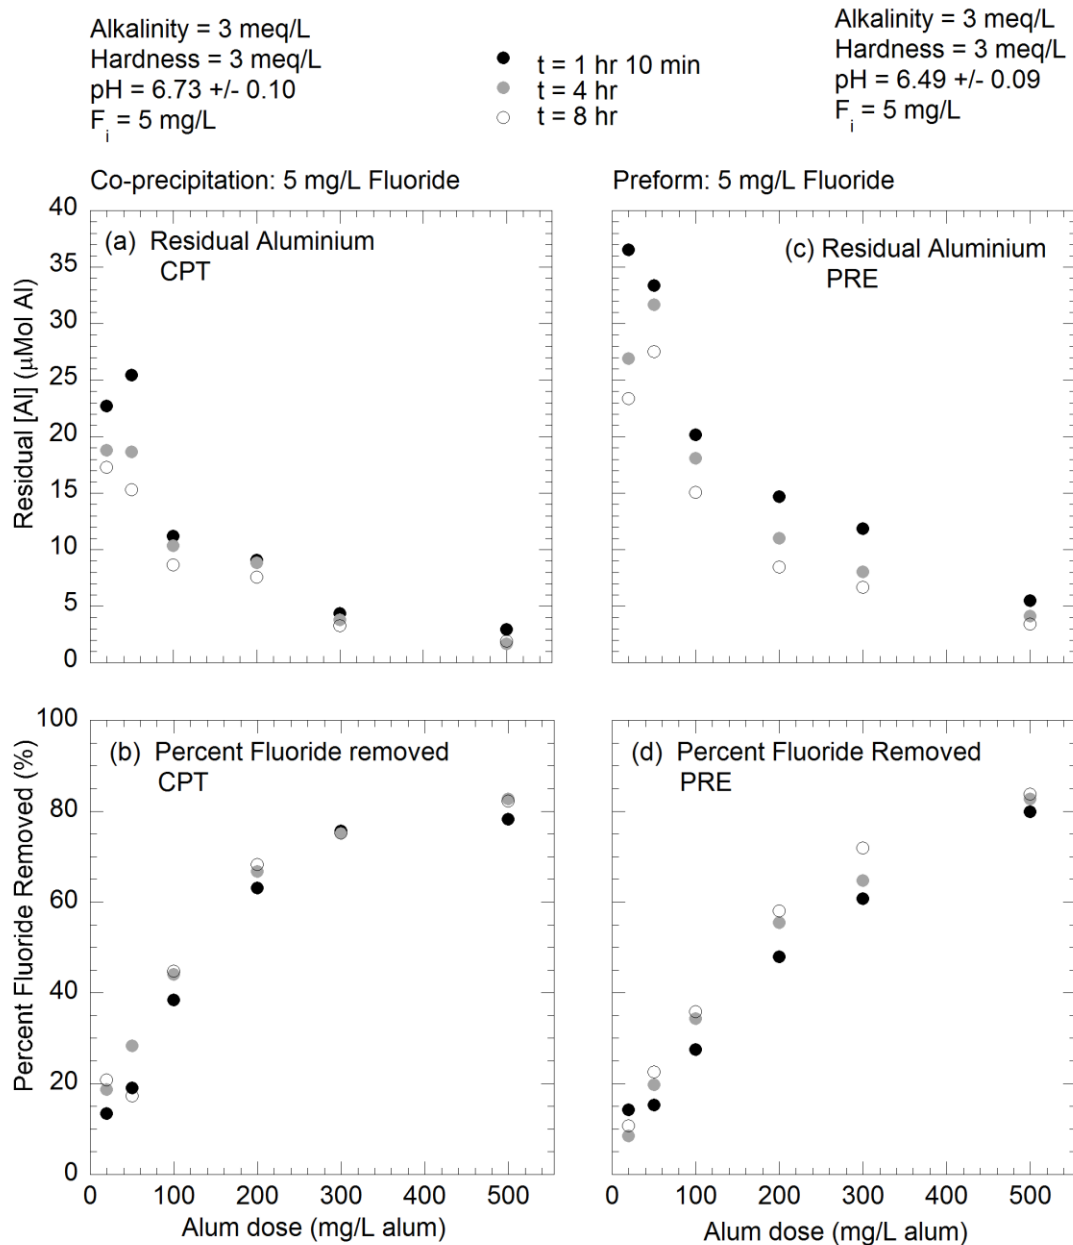 Alkalinity = 3 meq/L
Hardness = 3 meq/L
pH = 6.73 +/- 0.10
F_i = 5 mg/L
t = 1 hr 10 min
t = 4 hr
t = 8 hr
Alkalinity = 3 meq/L
Hardness = 3 meq/L
pH = 6.49 +/- 0.09
F_i = 5 mg/L
Co-precipitation: 5 mg/L Fluoride
Preform: 5 mg/L Fluoride
(a) Residual Aluminium
CPT
(c) Residual Aluminium
PRE
Residual [Al] (μMol Al)
40
35
30
25
20
15
10
5
0
(b) Percent Fluoride removed
CPT
(d) Percent Fluoride Removed
PRE
Percent Fluoride Removed (%)
100
80
60
40
20
0
0 100 200 300 400 500
0 100 200 300 400 500
Alum dose (mg/L alum)
Alum dose (mg/L alum)